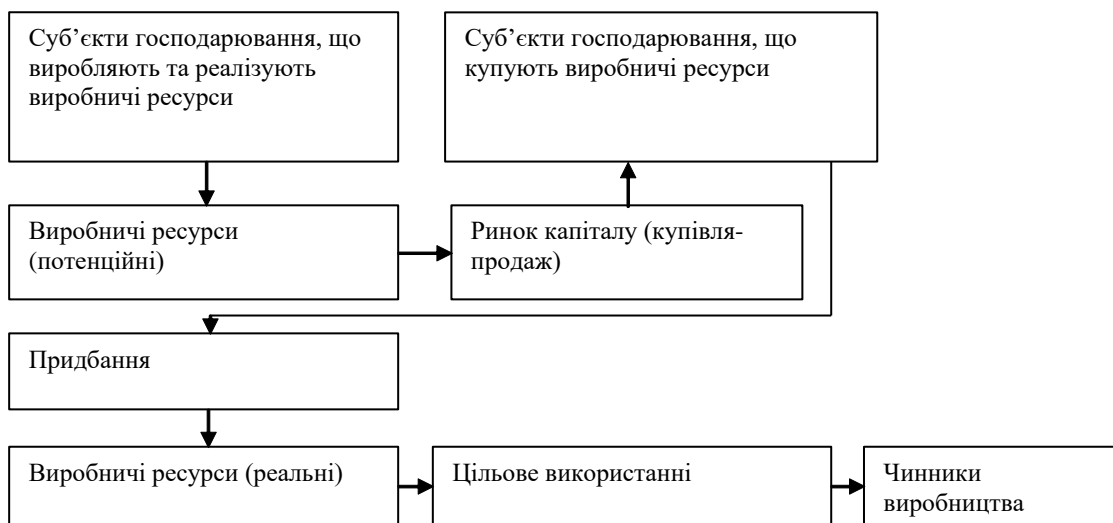 Суб’єкти господарювання, що
виробляють та реалізують
виробничі ресурси
Суб’єкти господарювання, що
купують виробничі ресурси
Виробничі ресурси
(потенційні)
Ринок капіталу (купівля-
продаж)
Придбання
Виробничі ресурси (реальні)
Цільове використанні
Чинники
виробництва